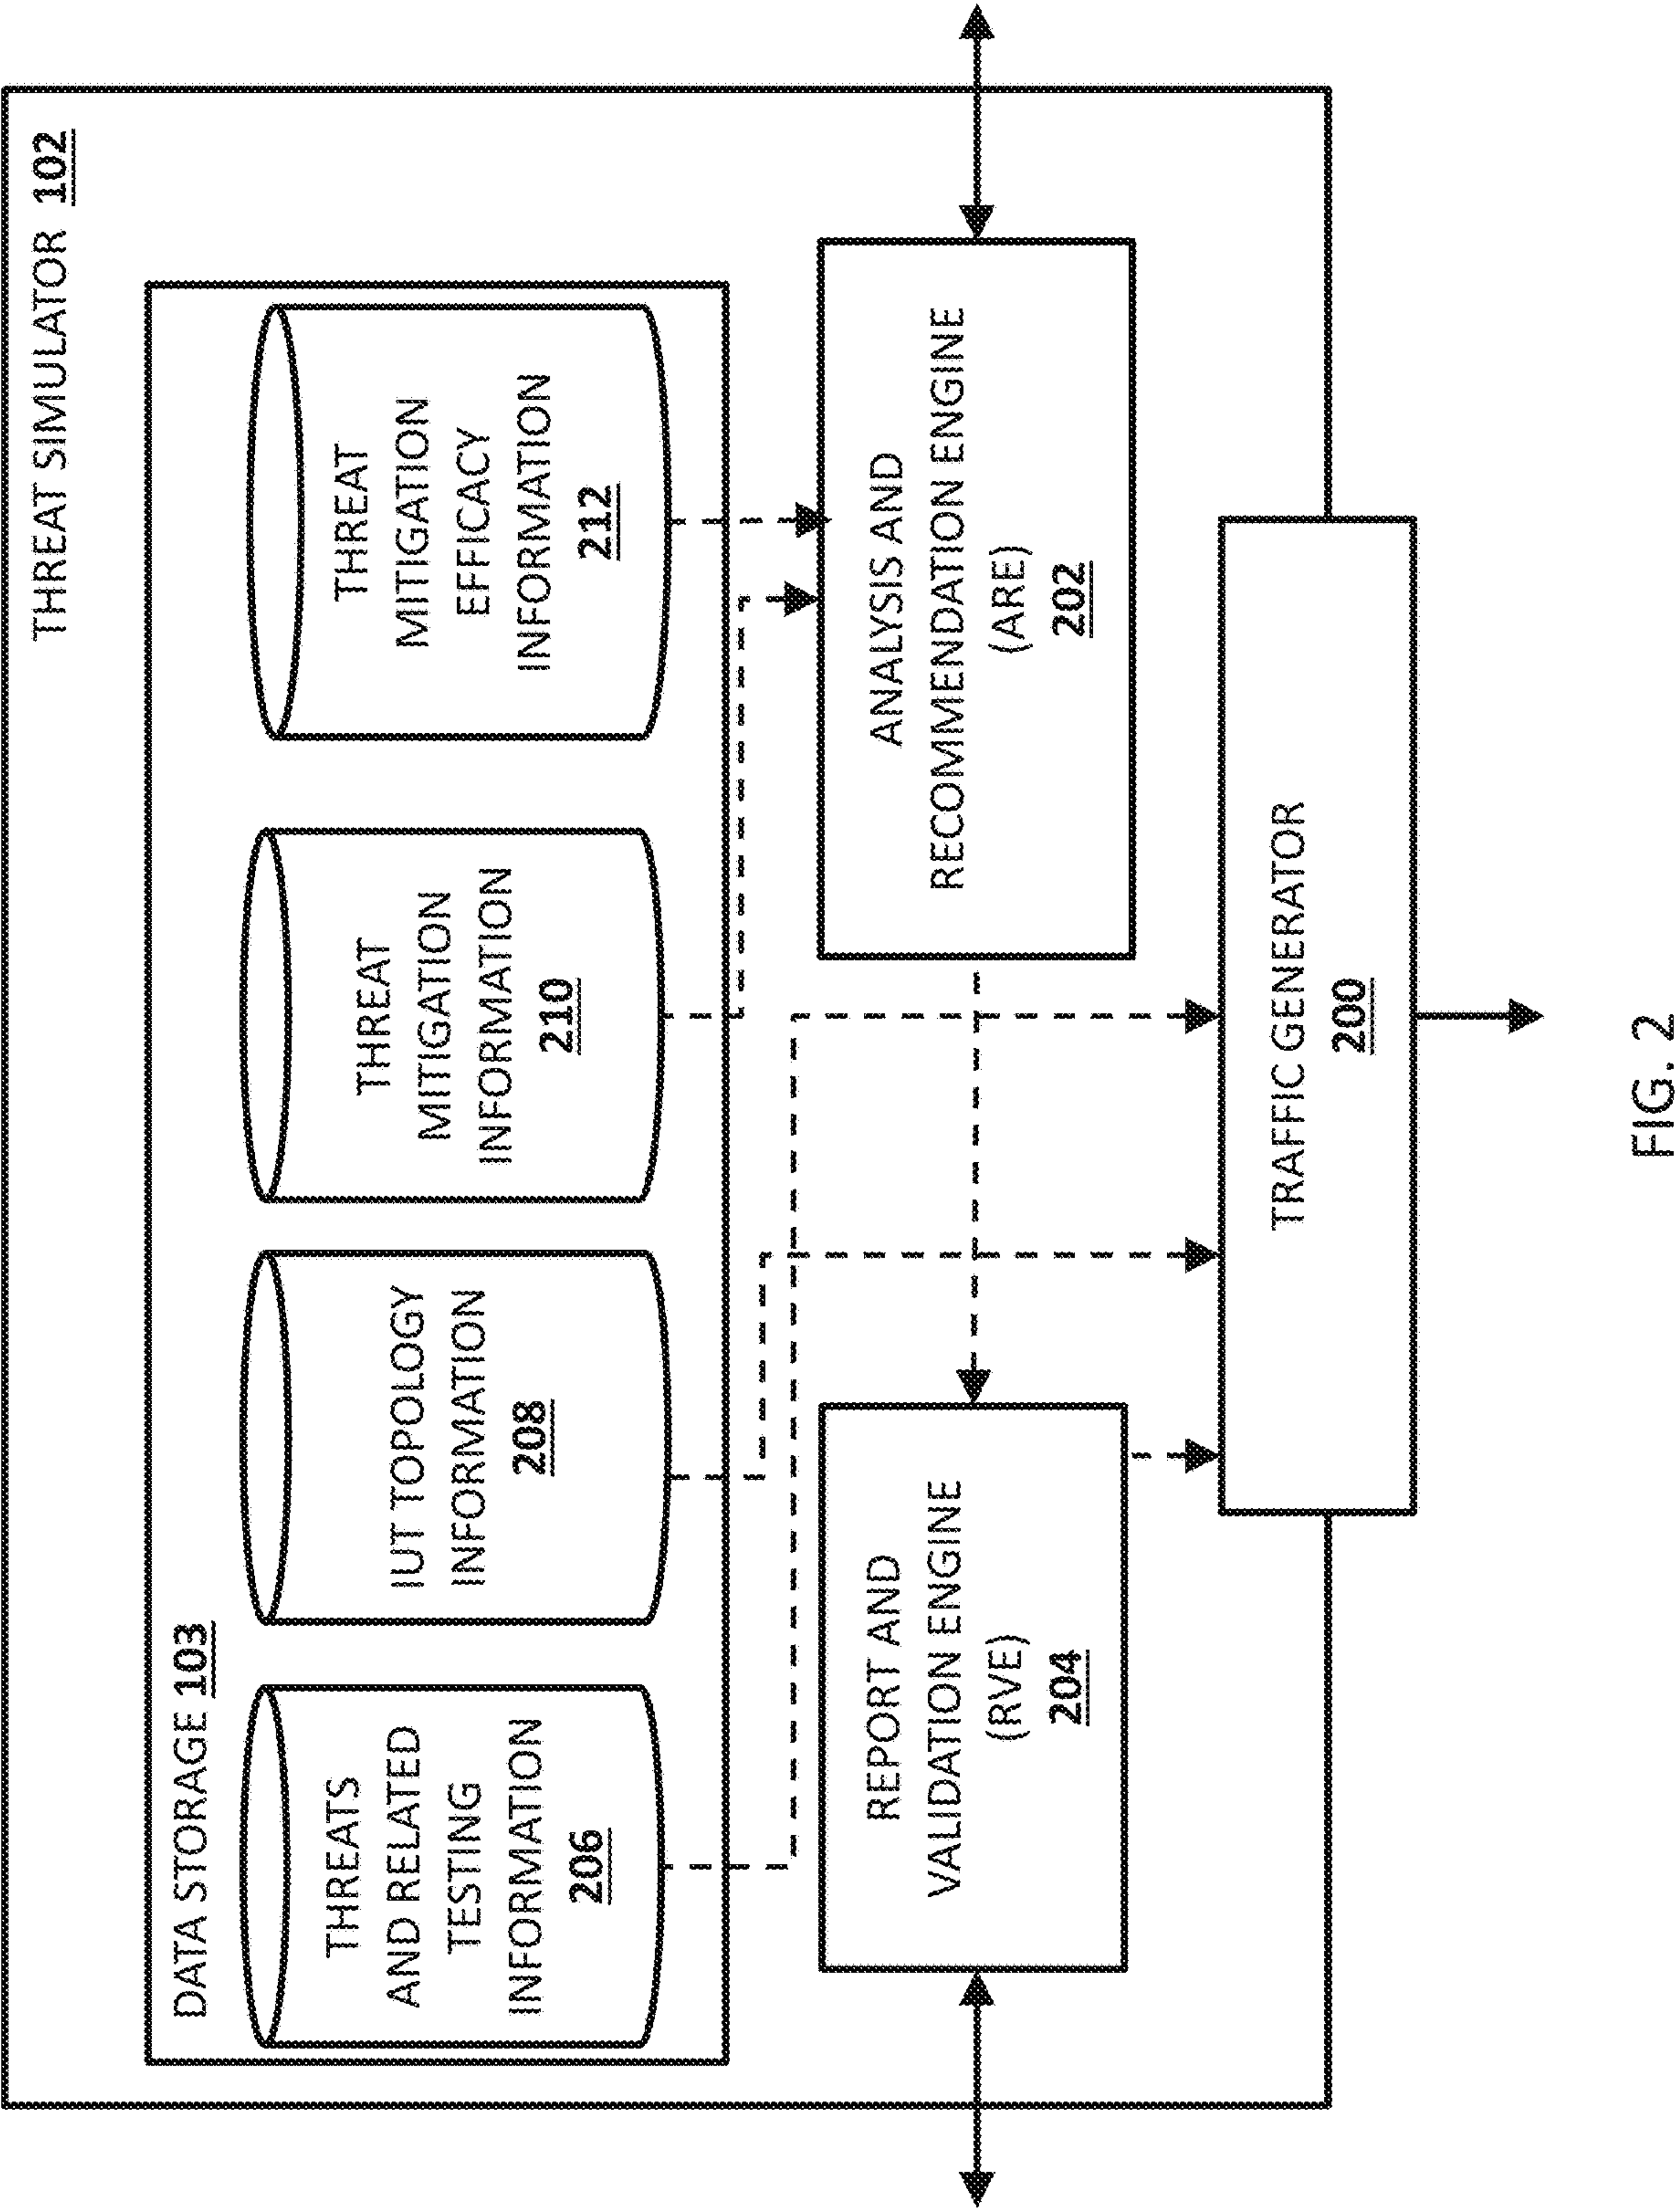 THREAT SIMULATOR 102
DATA STORAGE 103
THREATS
AND RELATED
TESTING
INFORMATION
206
IUT TOPOLOGY
INFORMATION
208
THREAT
MITIGATION
INFORMATION
210
THREAT
MITIGATION
EFFICACY
INFORMATION
212
REPORT AND
VALIDATION ENGINE
(RVE)
204
ANALYSIS AND
RECOMMENDATION ENGINE
(ARE)
202
TRAFFIC GENERATOR
200
FIG. 2